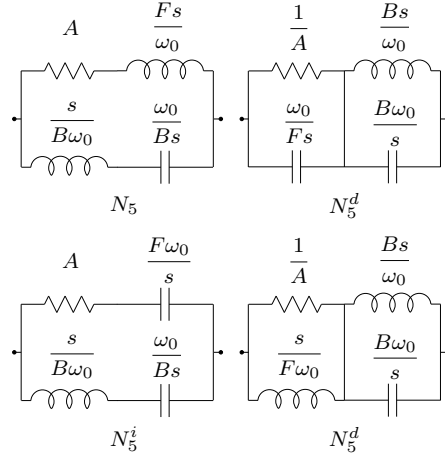 A
Fs/ω₀
s/Bω₀
ω₀/Bs
N₅
1/A
Bs/ω₀
ω₀/Fs
Bω₀/s
N₅ᵈ
A
Fω₀/s
s/Bω₀
ω₀/Bs
N₅ⁱ
1/A
Bs/ω₀
s/Fω₀
Bω₀/s
N₅ᵈ